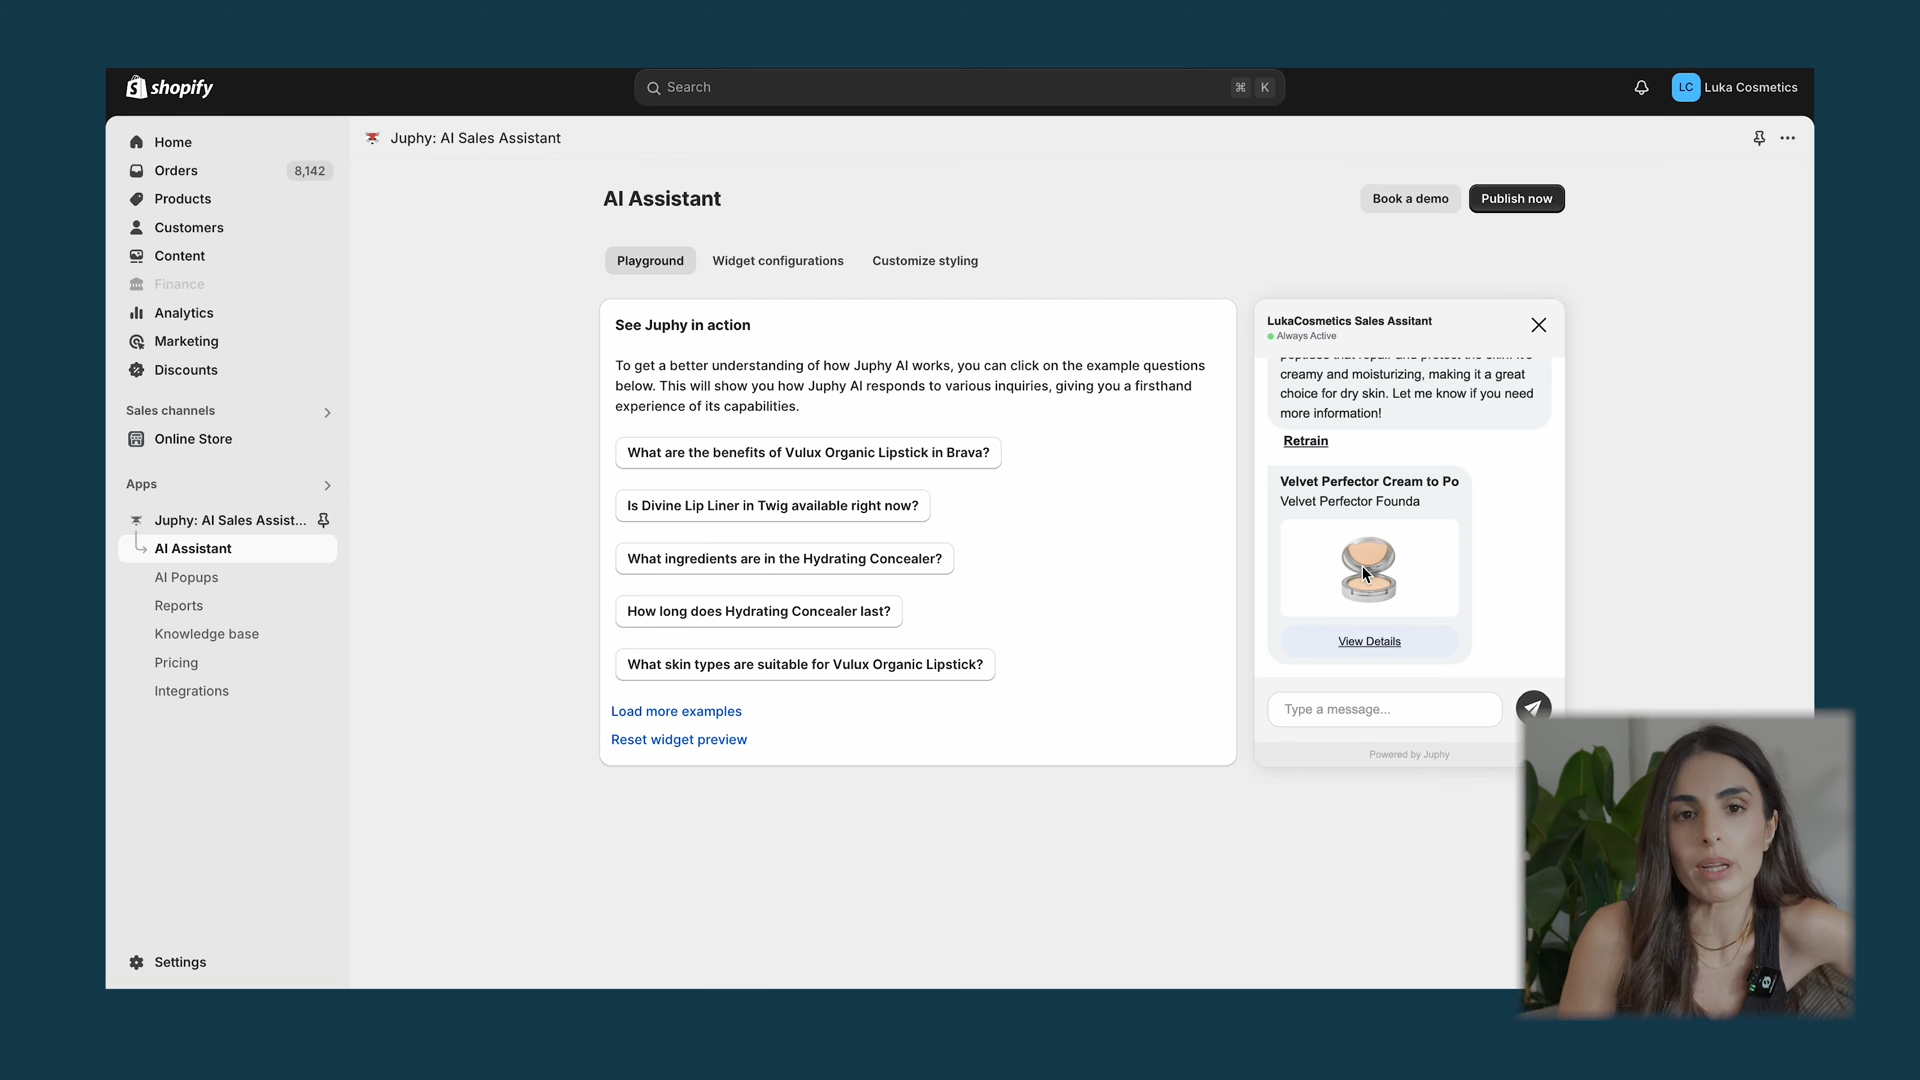 shopify
Search
⌘ K
LC Luka Cosmetics
Home
Orders 8,142
Products
Customers
Content
Finance
Analytics
Marketing
Discounts
Sales channels
Online Store
Apps
Juphy: AI Sales Assist...
AI Assistant
AI Popups
Reports
Knowledge base
Pricing
Integrations
Settings
Juphy: AI Sales Assistant
AI Assistant
Book a demo
Publish now
Playground
Widget configurations
Customize styling
See Juphy in action
To get a better understanding of how Juphy AI works, you can click on the example questions
below. This will show you how Juphy AI responds to various inquiries, giving you a firsthand
experience of its capabilities.
What are the benefits of Vulux Organic Lipstick in Brava?
Is Divine Lip Liner in Twig available right now?
What ingredients are in the Hydrating Concealer?
How long does Hydrating Concealer last?
What skin types are suitable for Vulux Organic Lipstick?
Load more examples
Reset widget preview
LukaCosmetics Sales Assitant
Always Active
peptides that repair and protect the skin. It's
creamy and moisturizing, making it a great
choice for dry skin. Let me know if you need
more information!
Retrain
Velvet Perfector Cream to Po
Velvet Perfector Founda
View Details
Type a message...
Powered by Juphy